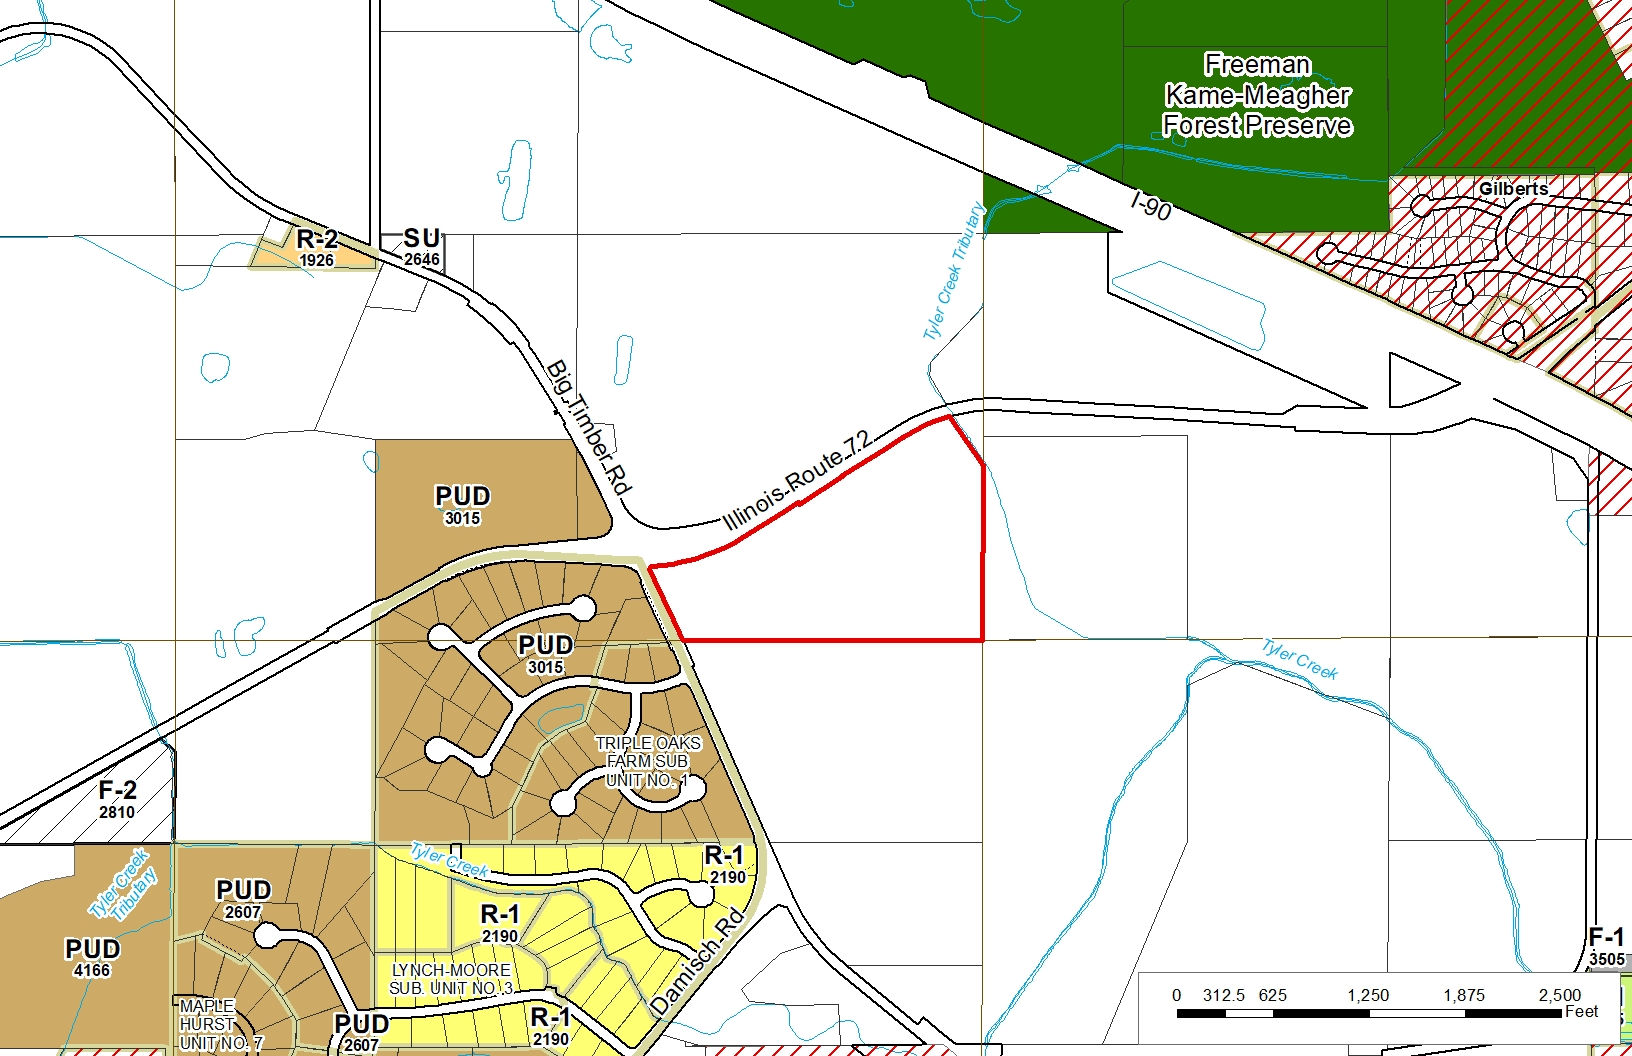 Freeman
Kame-Meagher
Forest Preserve
I-90
Gilberts
R-2
1926
SU
2646
Tyler Creek Tributary
Big Timber Rd
Illinois Route 72
PUD
3015
PUD
3015
TRIPLE OAKS
FARM SUB
UNIT NO. 1
Tyler Creek
F-2
2810
Tyler Creek
Tributary
Tyler Creek
R-1
2190
PUD
2607
R-1
2190
PUD
4166
LYNCH-MOORE
SUB. UNIT NO. 3
Damisch Rd
MAPLE
HURST
UNIT NO. 7
PUD
2607
R-1
2190
F-1
3505
0 312.5 625 1,250 1,875 2,500
Feet